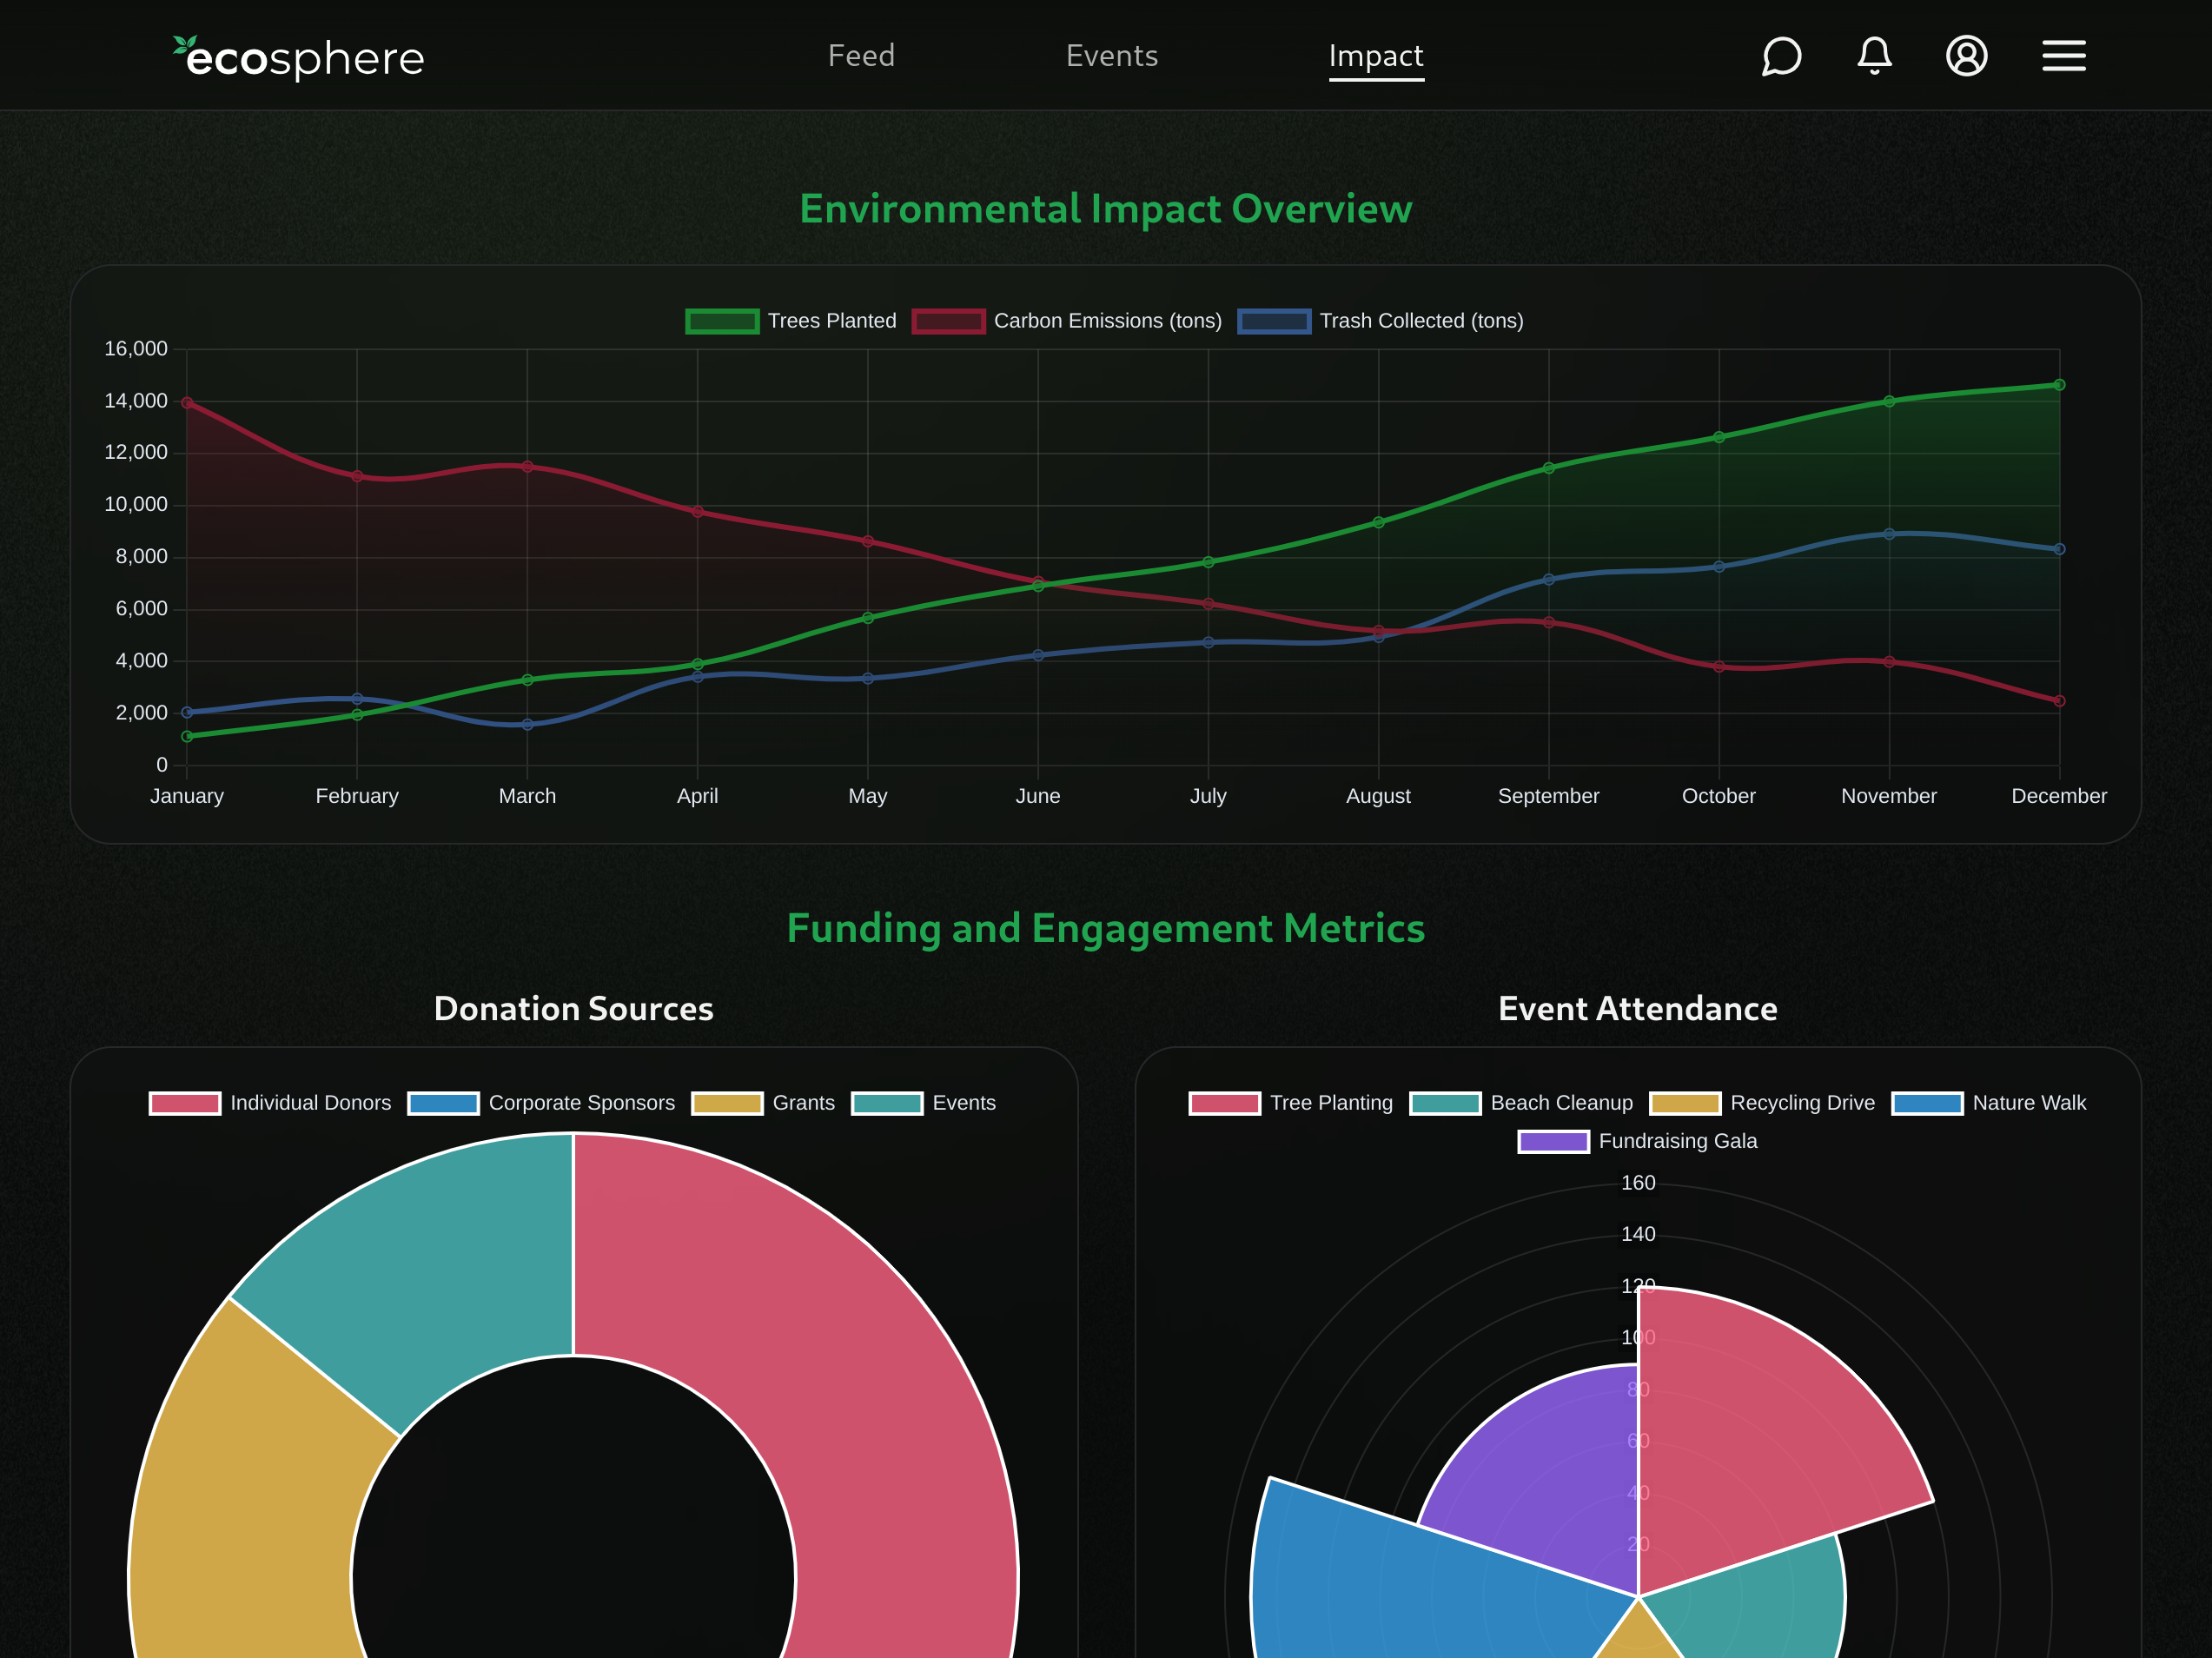 ecosphere
Feed Events Impact
Environmental Impact Overview
Trees Planted Carbon Emissions (tons) Trash Collected (tons)
16,000
14,000
12,000
10,000
8,000
6,000
4,000
2,000
0
January February March April May June July August September October November December
Funding and Engagement Metrics
Donation Sources
Individual Donors Corporate Sponsors Grants Events
Event Attendance
Tree Planting Beach Cleanup Recycling Drive Nature Walk
Fundraising Gala
160
140
120
100
80
60
40
20